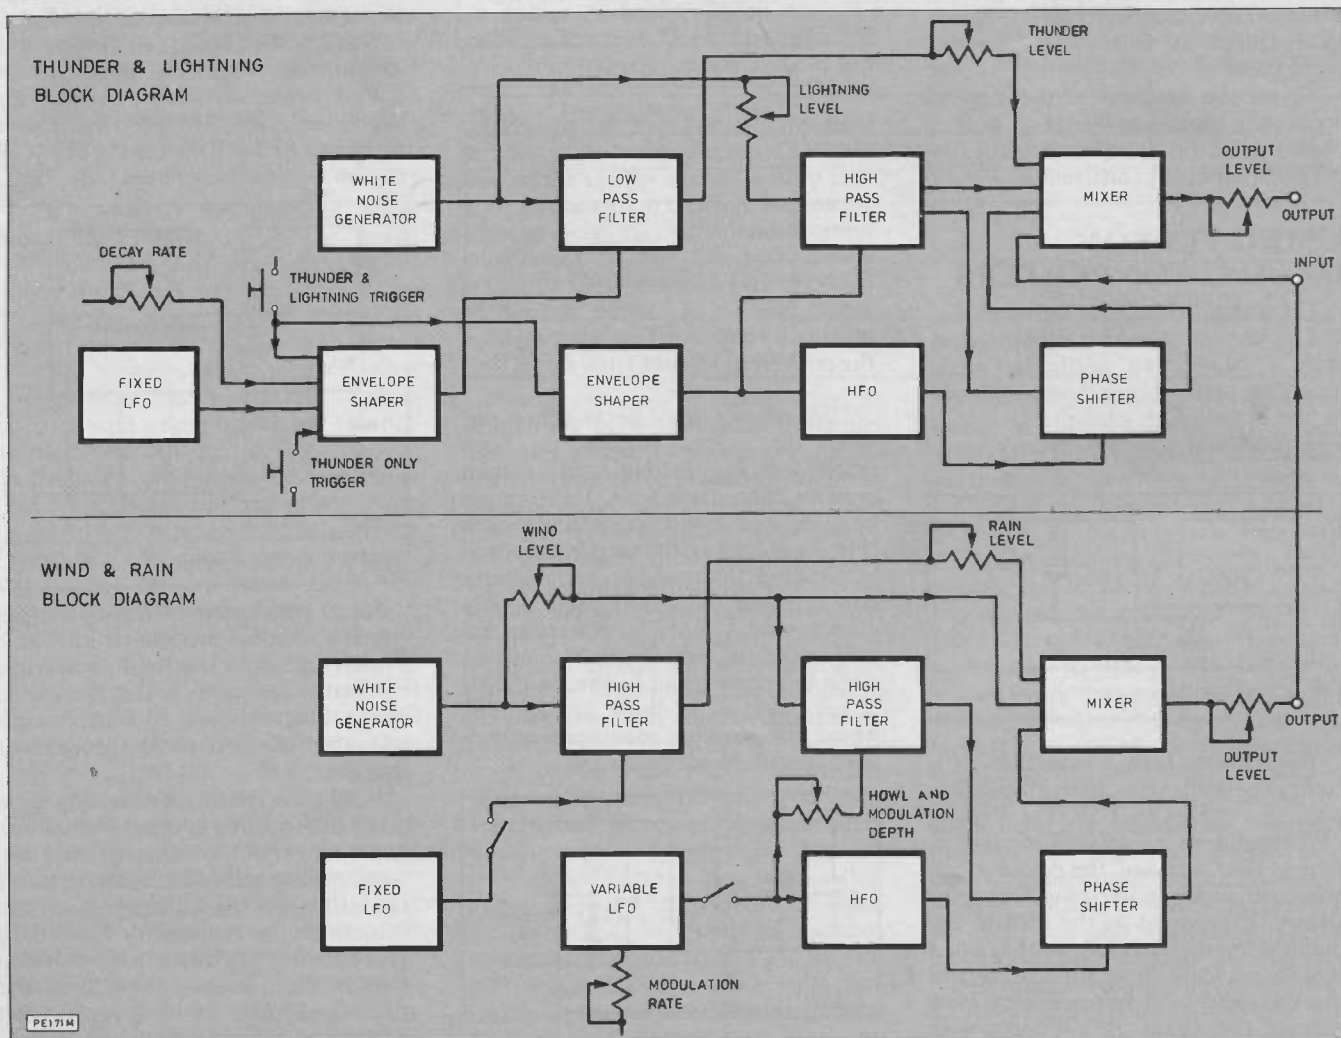 THUNDER & LIGHTNING
BLOCK DIAGRAM
THUNDER
LEVEL
LIGHTNING
LEVEL
WHITE
NOISE
GENERATOR
LOW
PASS
FILTER
HIGH
PASS
FILTER
MIXER
OUTPUT
LEVEL
OUTPUT
INPUT
DECAY RATE
THUNDER &
LIGHTNING TRIGGER
FIXED
LFO
ENVELOPE
SHAPER
ENVELOPE
SHAPER
HFO
PHASE
SHIFTER
THUNDER ONLY
TRIGGER
WIND & RAIN
BLOCK DIAGRAM
WIND
LEVEL
RAIN
LEVEL
WHITE
NOISE
GENERATOR
HIGH
PASS
FILTER
HIGH
PASS
FILTER
MIXER
OUTPUT
OUTPUT
LEVEL
HOWL AND
MODULATION
DEPTH
FIXED
LFO
VARIABLE
LFO
HFO
PHASE
SHIFTER
MODULATION
RATE
PE171M